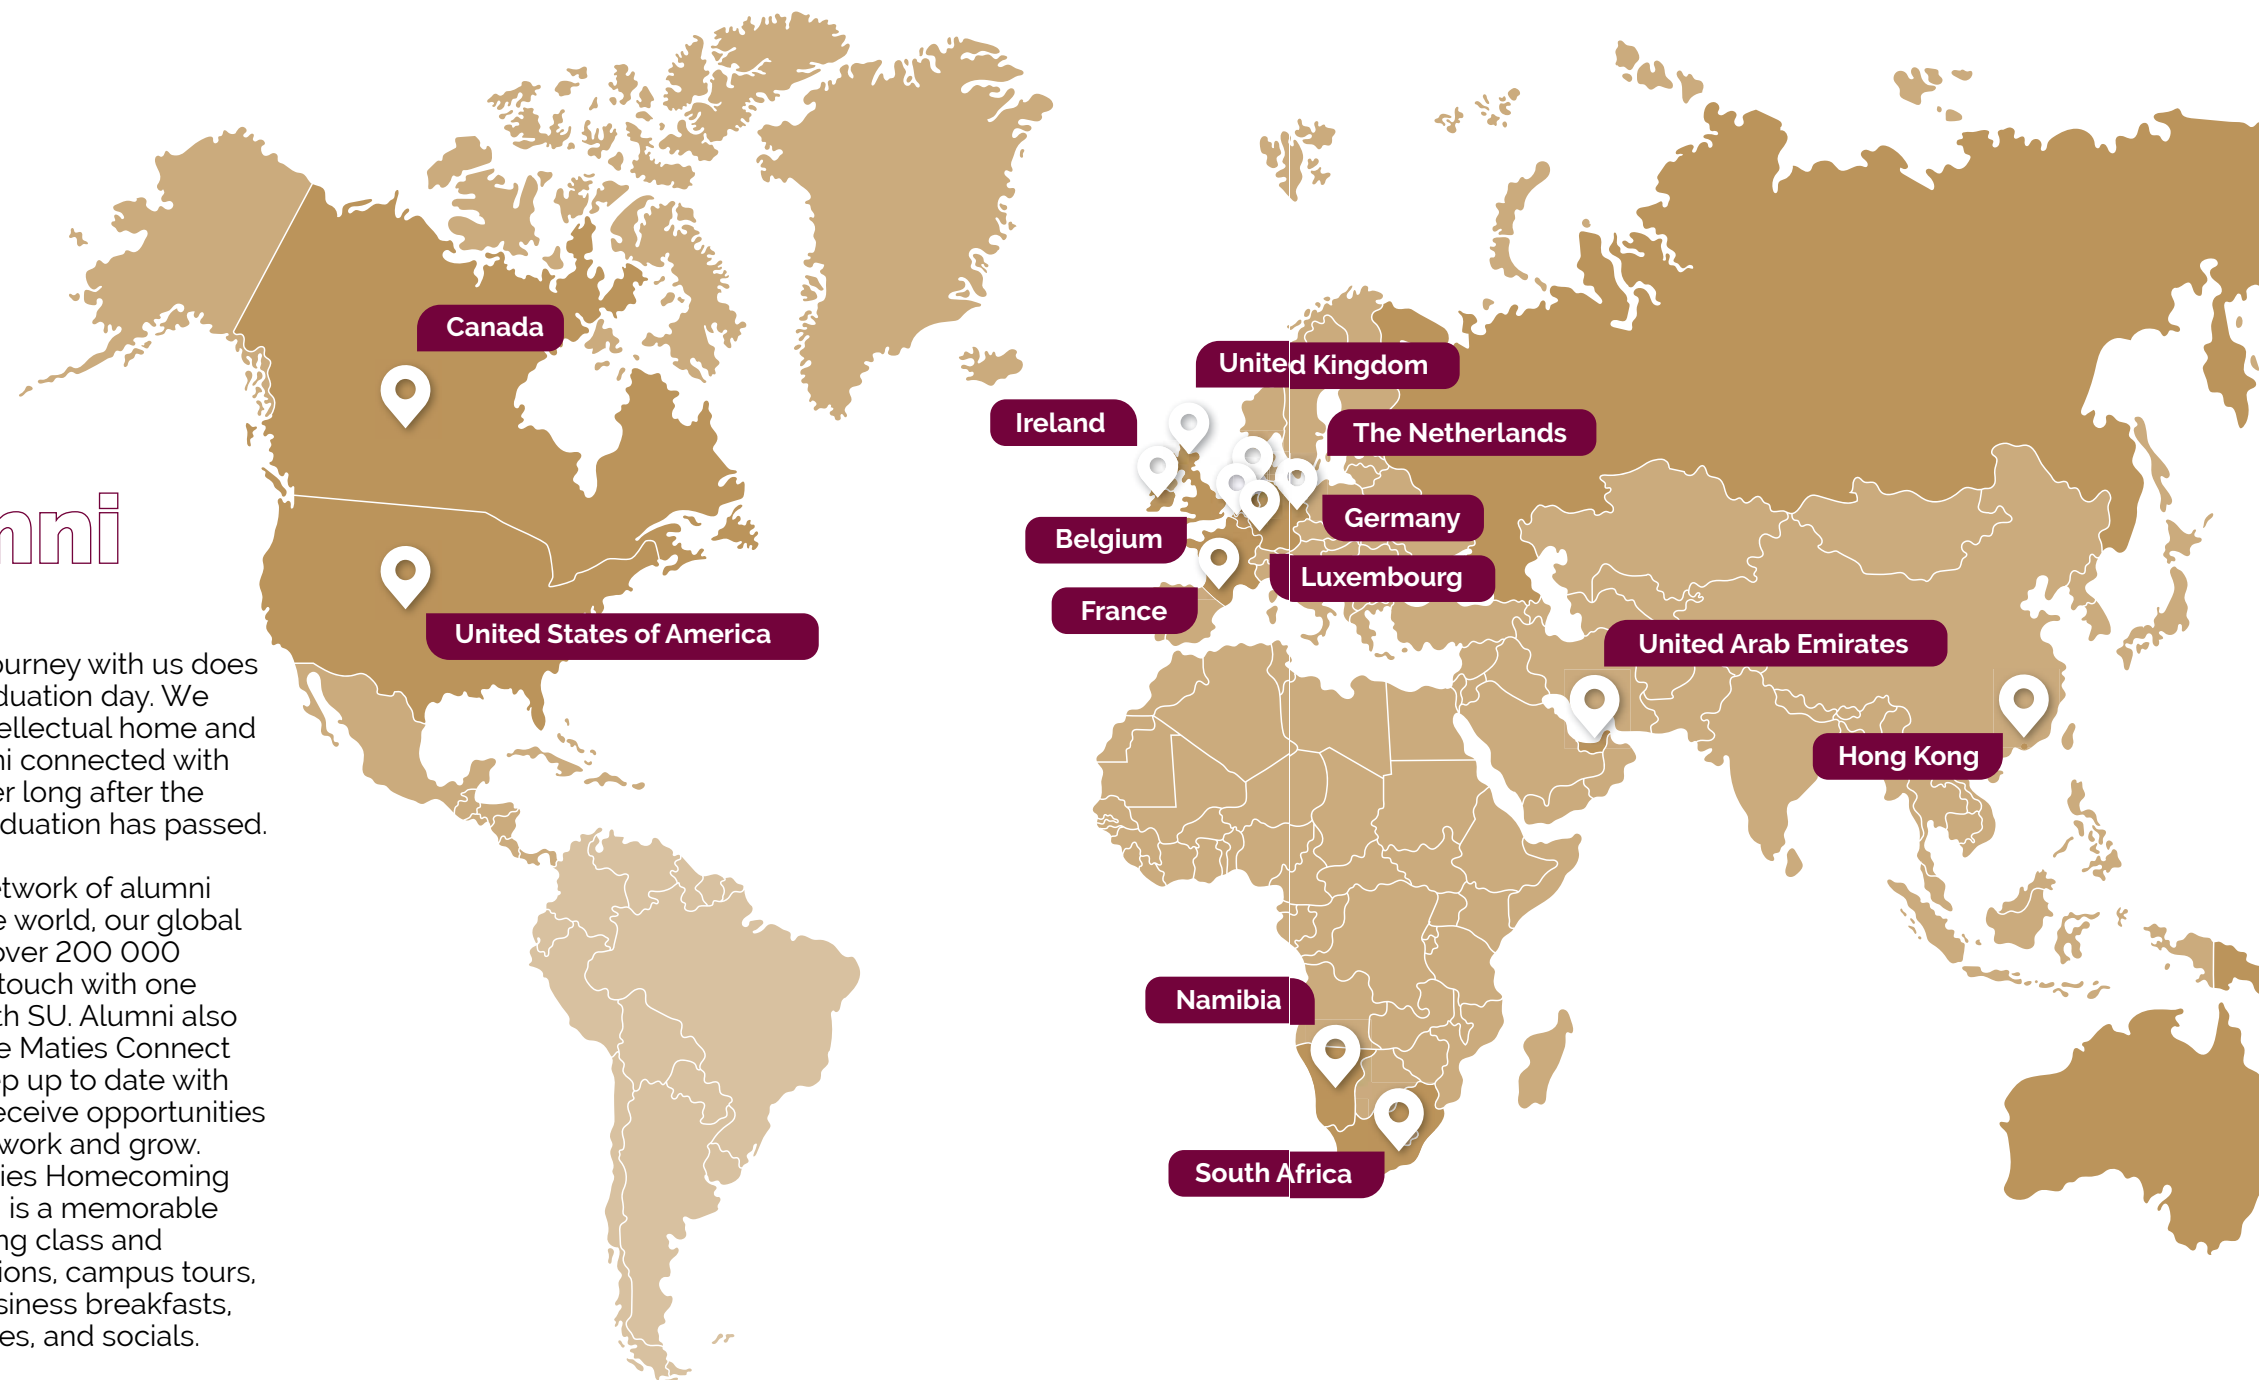 mni
ourney with us does
duation day. We
ellectual home and
ni connected with
er long after the
duation has passed.
etwork of alumni
e world, our global
over 200 000
touch with one
th SU. Alumni also
e Maties Connect
ep up to date with
eceive opportunities
work and grow.
ies Homecoming
is a memorable
ng class and
ions, campus tours,
siness breakfasts,
es, and socials.
Canada
United States of America
United Kingdom
Ireland
The Netherlands
Germany
Belgium
Luxembourg
France
United Arab Emirates
Hong Kong
Namibia
South Africa